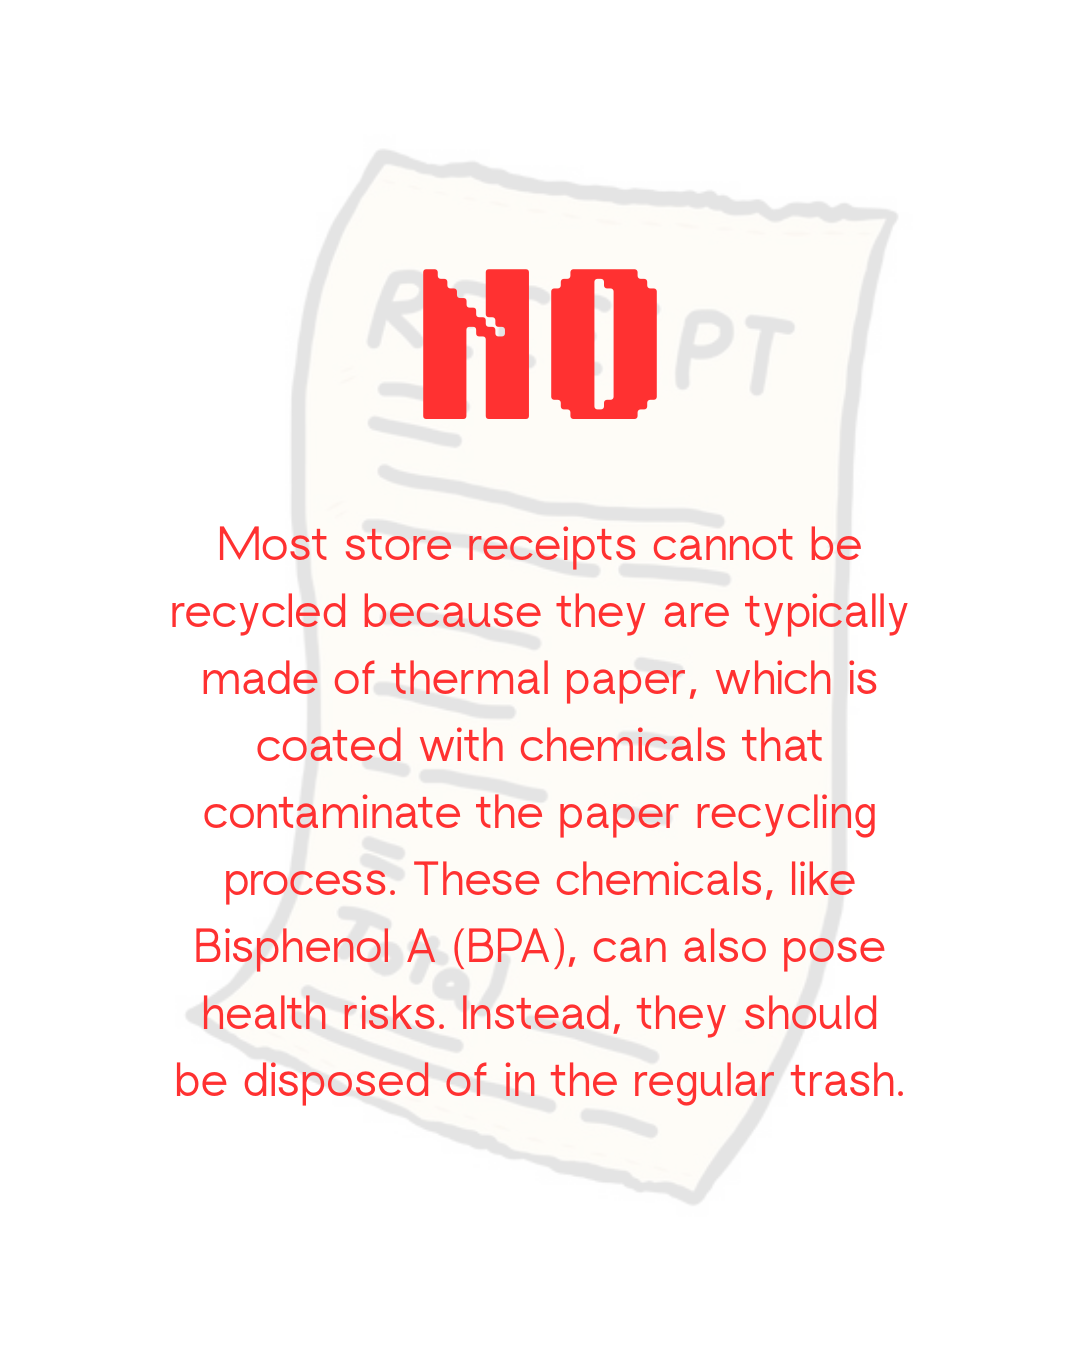 RECEIPT
NO
Most store receipts cannot be
recycled because they are typically
made of thermal paper, which is
coated with chemicals that
contaminate the paper recycling
process. These chemicals, like
Bisphenol A (BPA), can also pose
health risks. Instead, they should
be disposed of in the regular trash.
Total